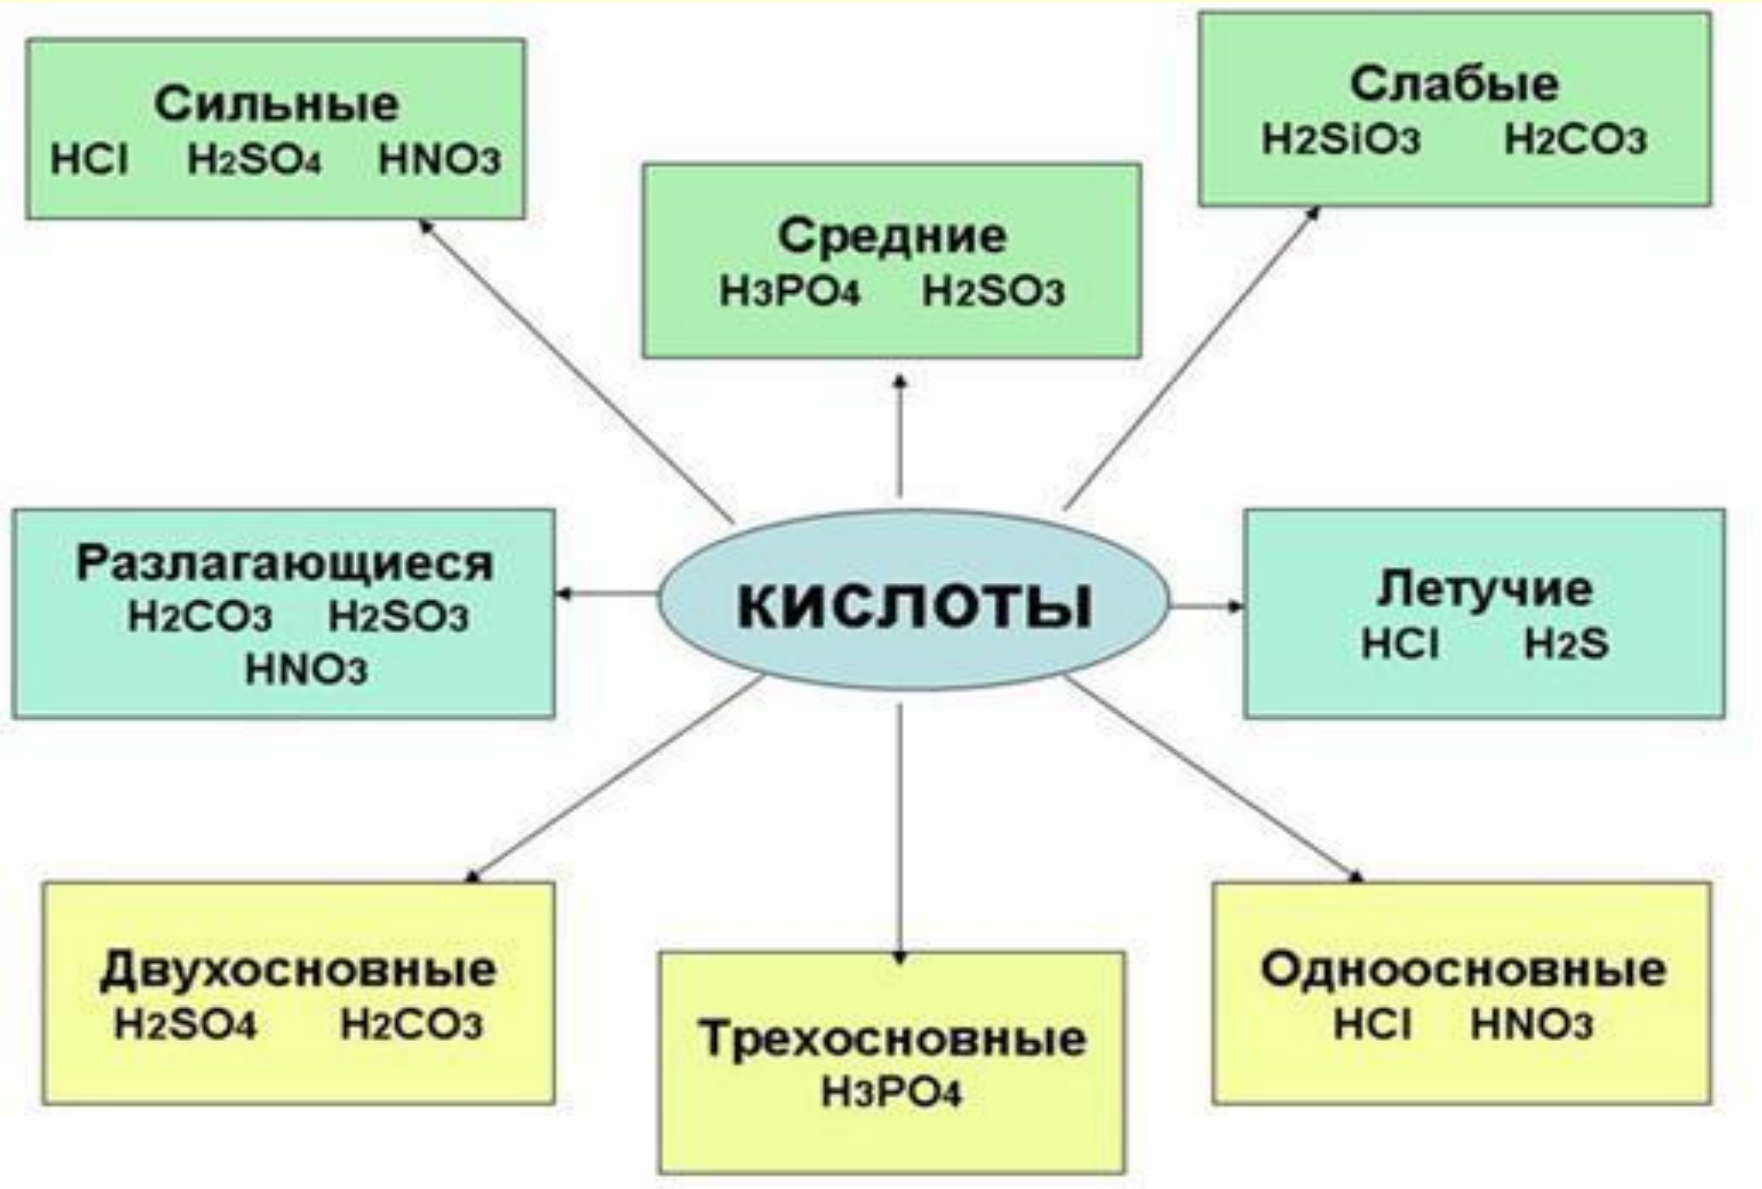 Сильные
HCl H2SO4 HNO3
Слабые
H2SiO3 H2CO3
Средние
H3PO4 H2SO3
Разлагающиеся
H2CO3 H2SO3
HNO3
кислоты
Летучие
HCl H2S
Двухосновные
H2SO4 H2CO3
Трехосновные
H3PO4
Одноосновные
HCl HNO3